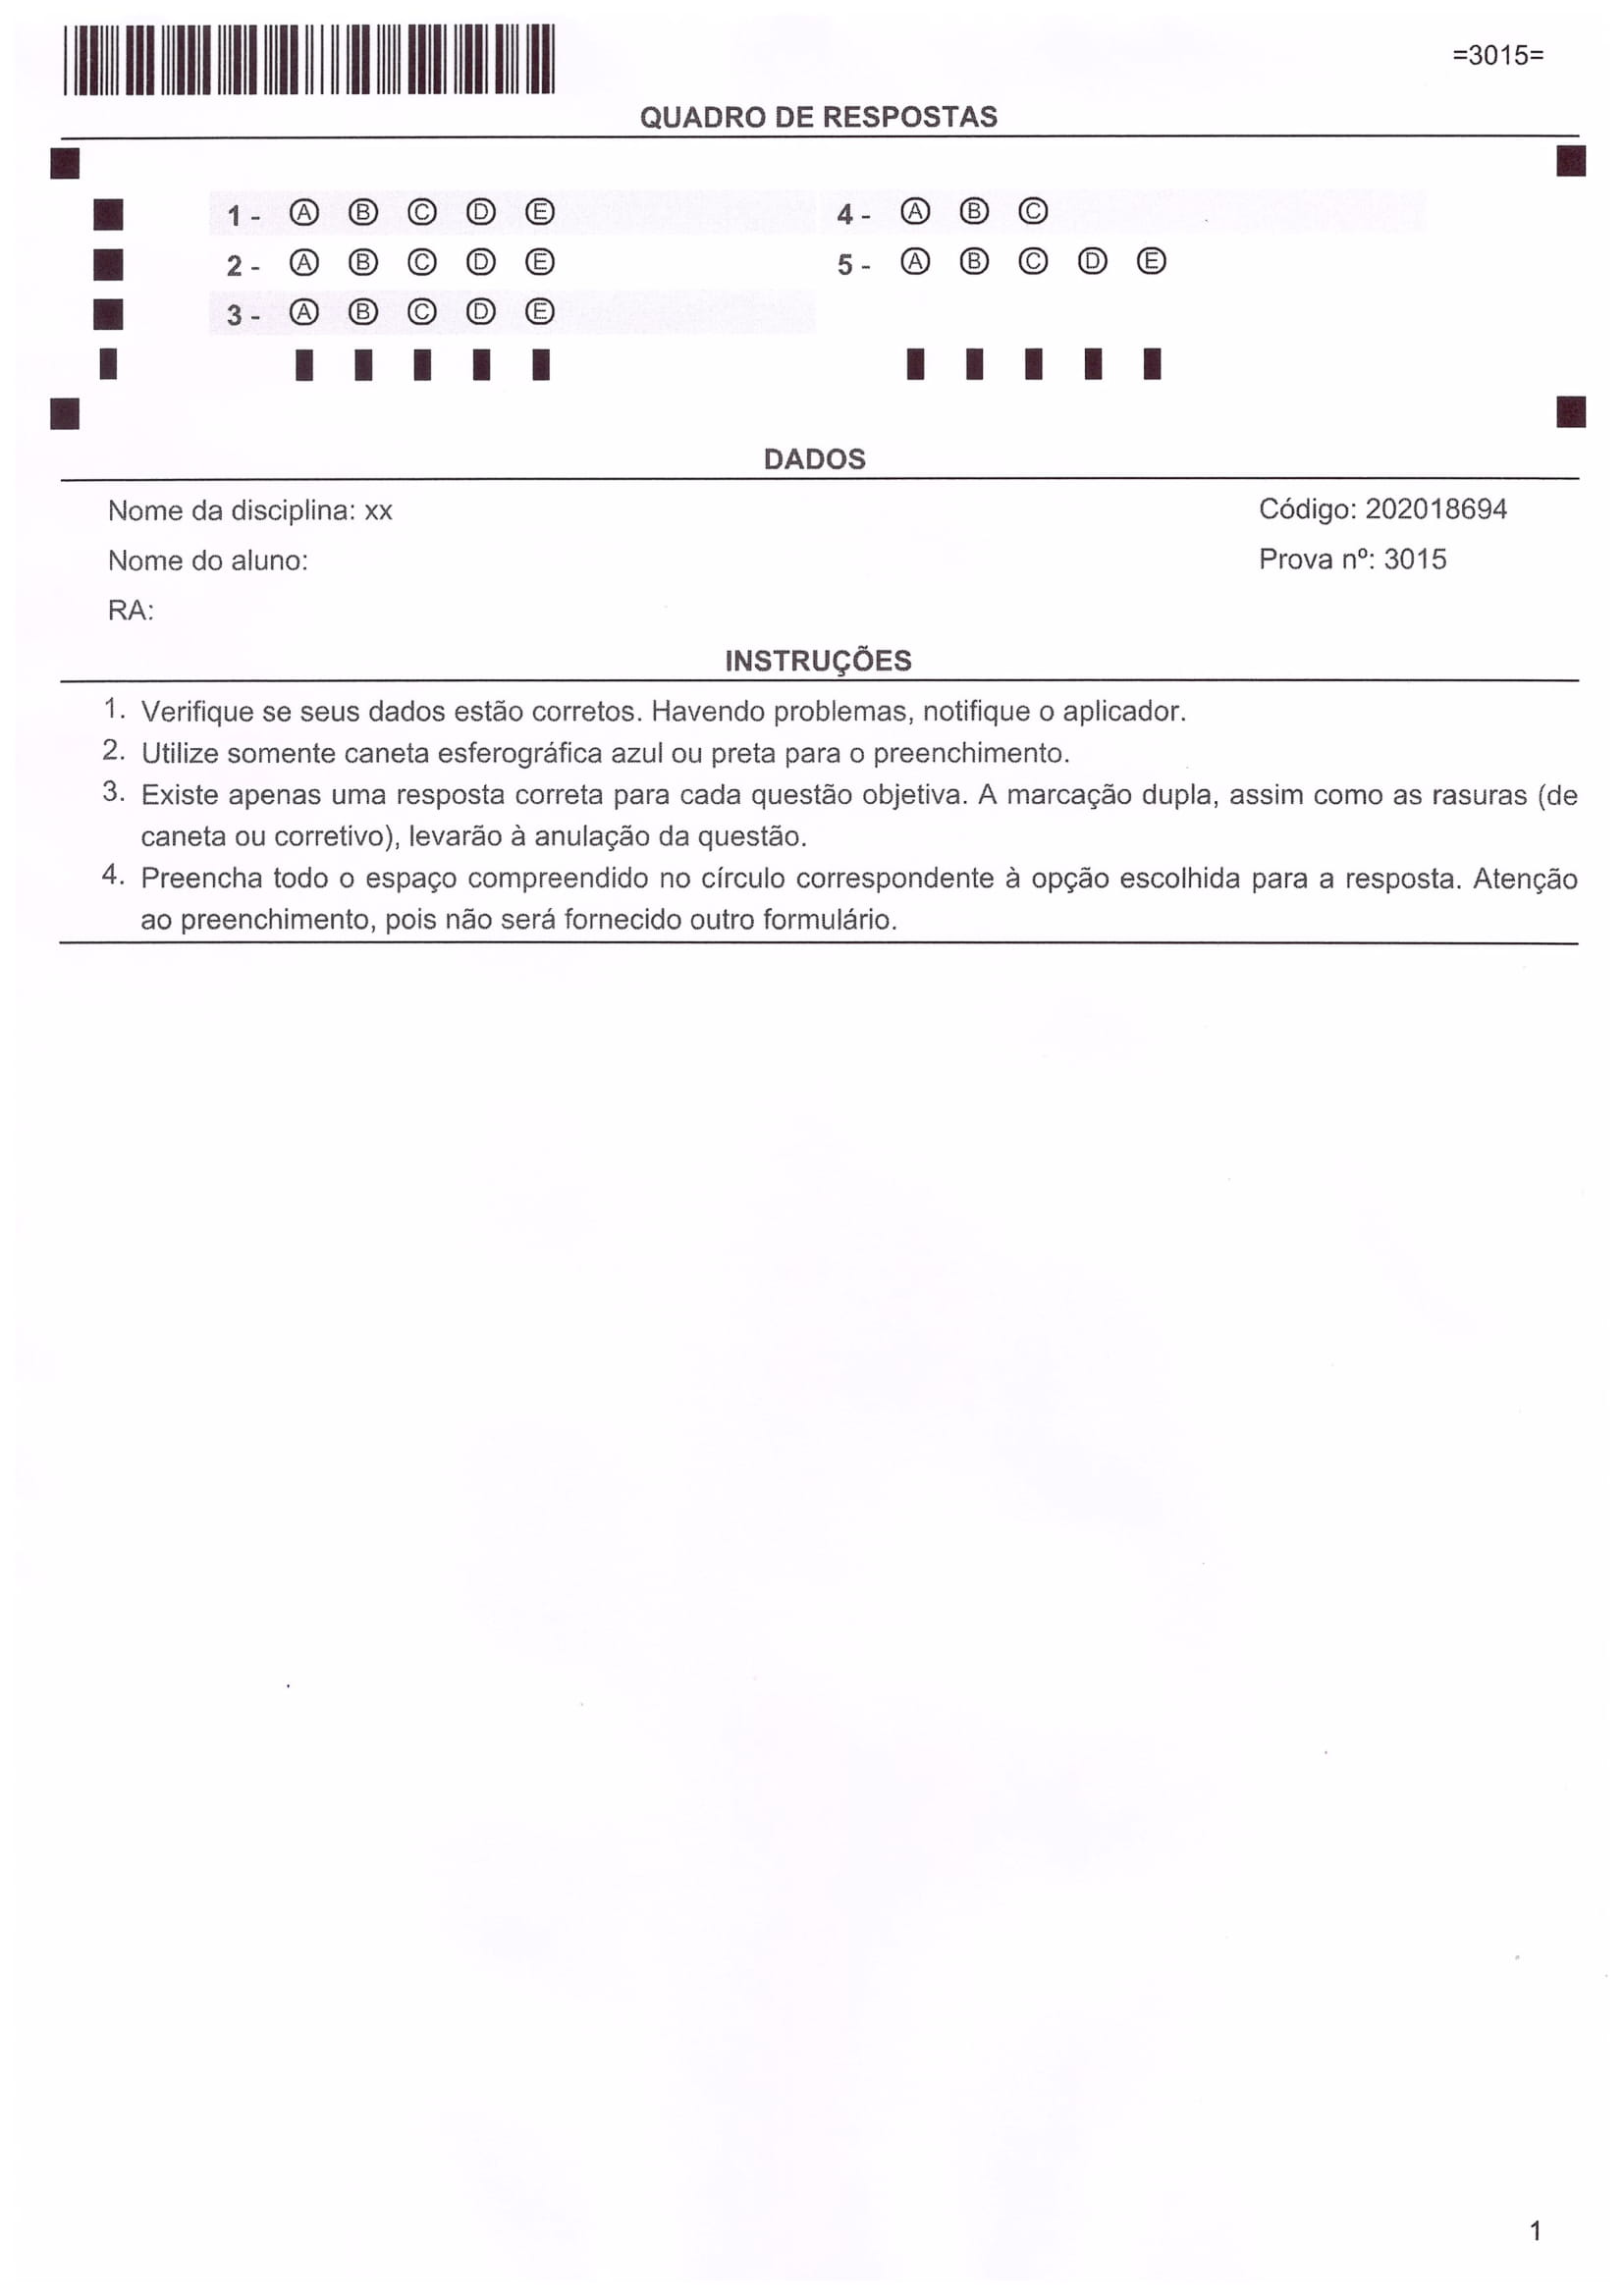 =3015=
QUADRO DE RESPOSTAS
1 - A B C D E
4 - A B C
2 - A B C D E
5 - A B C D E
3 - A B C D E
DADOS
Nome da disciplina: xx
Código: 202018694
Nome do aluno:
Prova nº: 3015
RA:
INSTRUÇÕES
1. Verifique se seus dados estão corretos. Havendo problemas, notifique o aplicador.
2. Utilize somente caneta esferográfica azul ou preta para o preenchimento.
3. Existe apenas uma resposta correta para cada questão objetiva. A marcação dupla, assim como as rasuras (de
caneta ou corretivo), levarão à anulação da questão.
4. Preencha todo o espaço compreendido no círculo correspondente à opção escolhida para a resposta. Atenção
ao preenchimento, pois não será fornecido outro formulário.
1